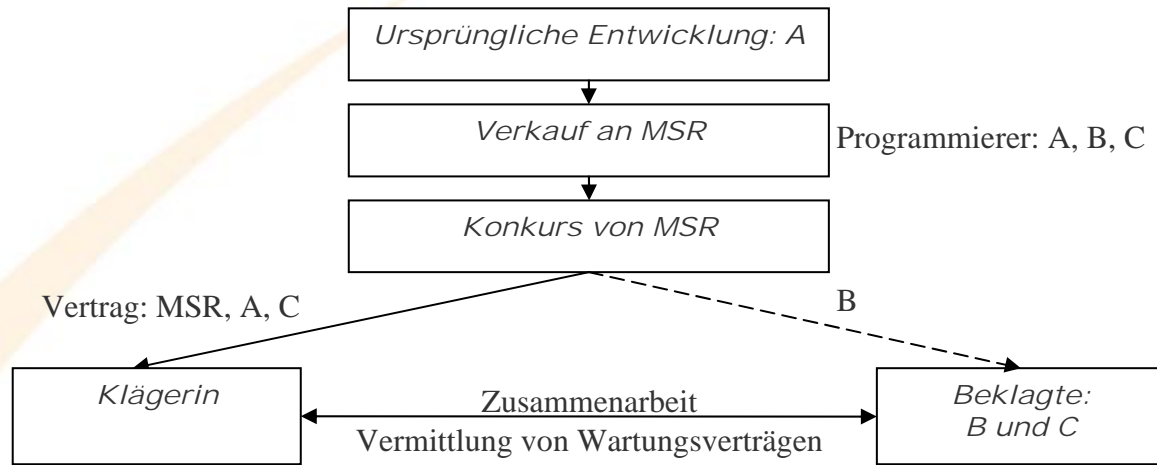 Ursprüngliche Entwicklung: A
Verkauf an MSR
Programmierer: A, B, C
Konkurs von MSR
Vertrag: MSR, A, C
B
Klägerin
Zusammenarbeit
Vermittlung von Wartungsverträgen
Beklagte:
B und C